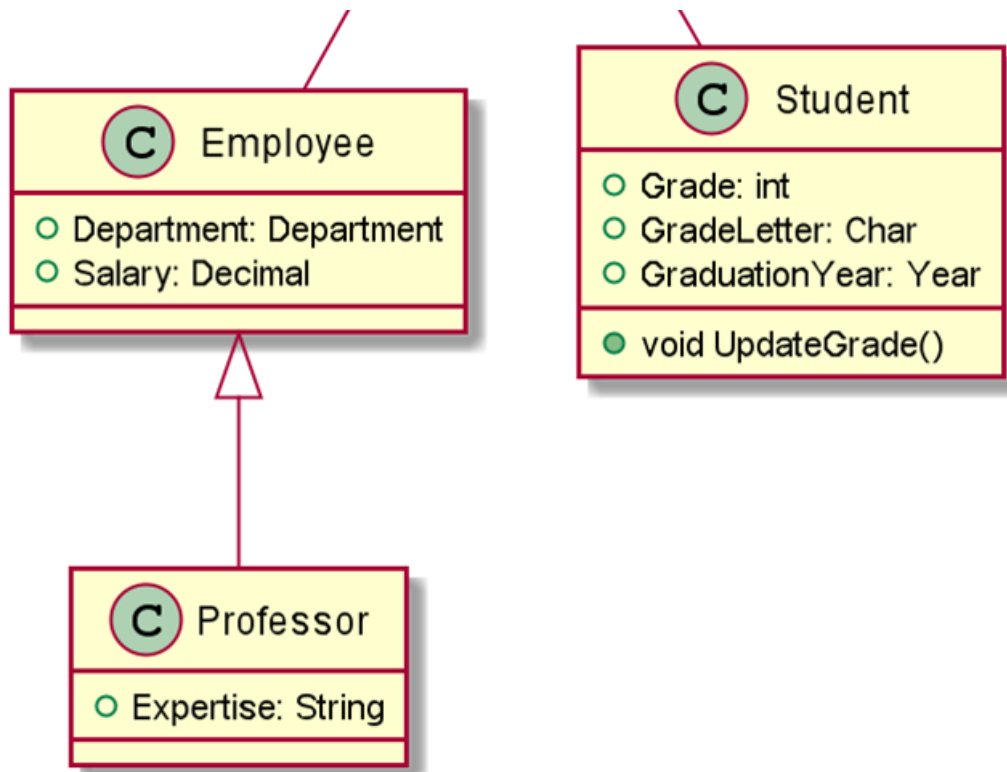 C Employee
Department: Department
Salary: Decimal
C Student
Grade: int
GradeLetter: Char
GraduationYear: Year
void UpdateGrade()
C Professor
Expertise: String